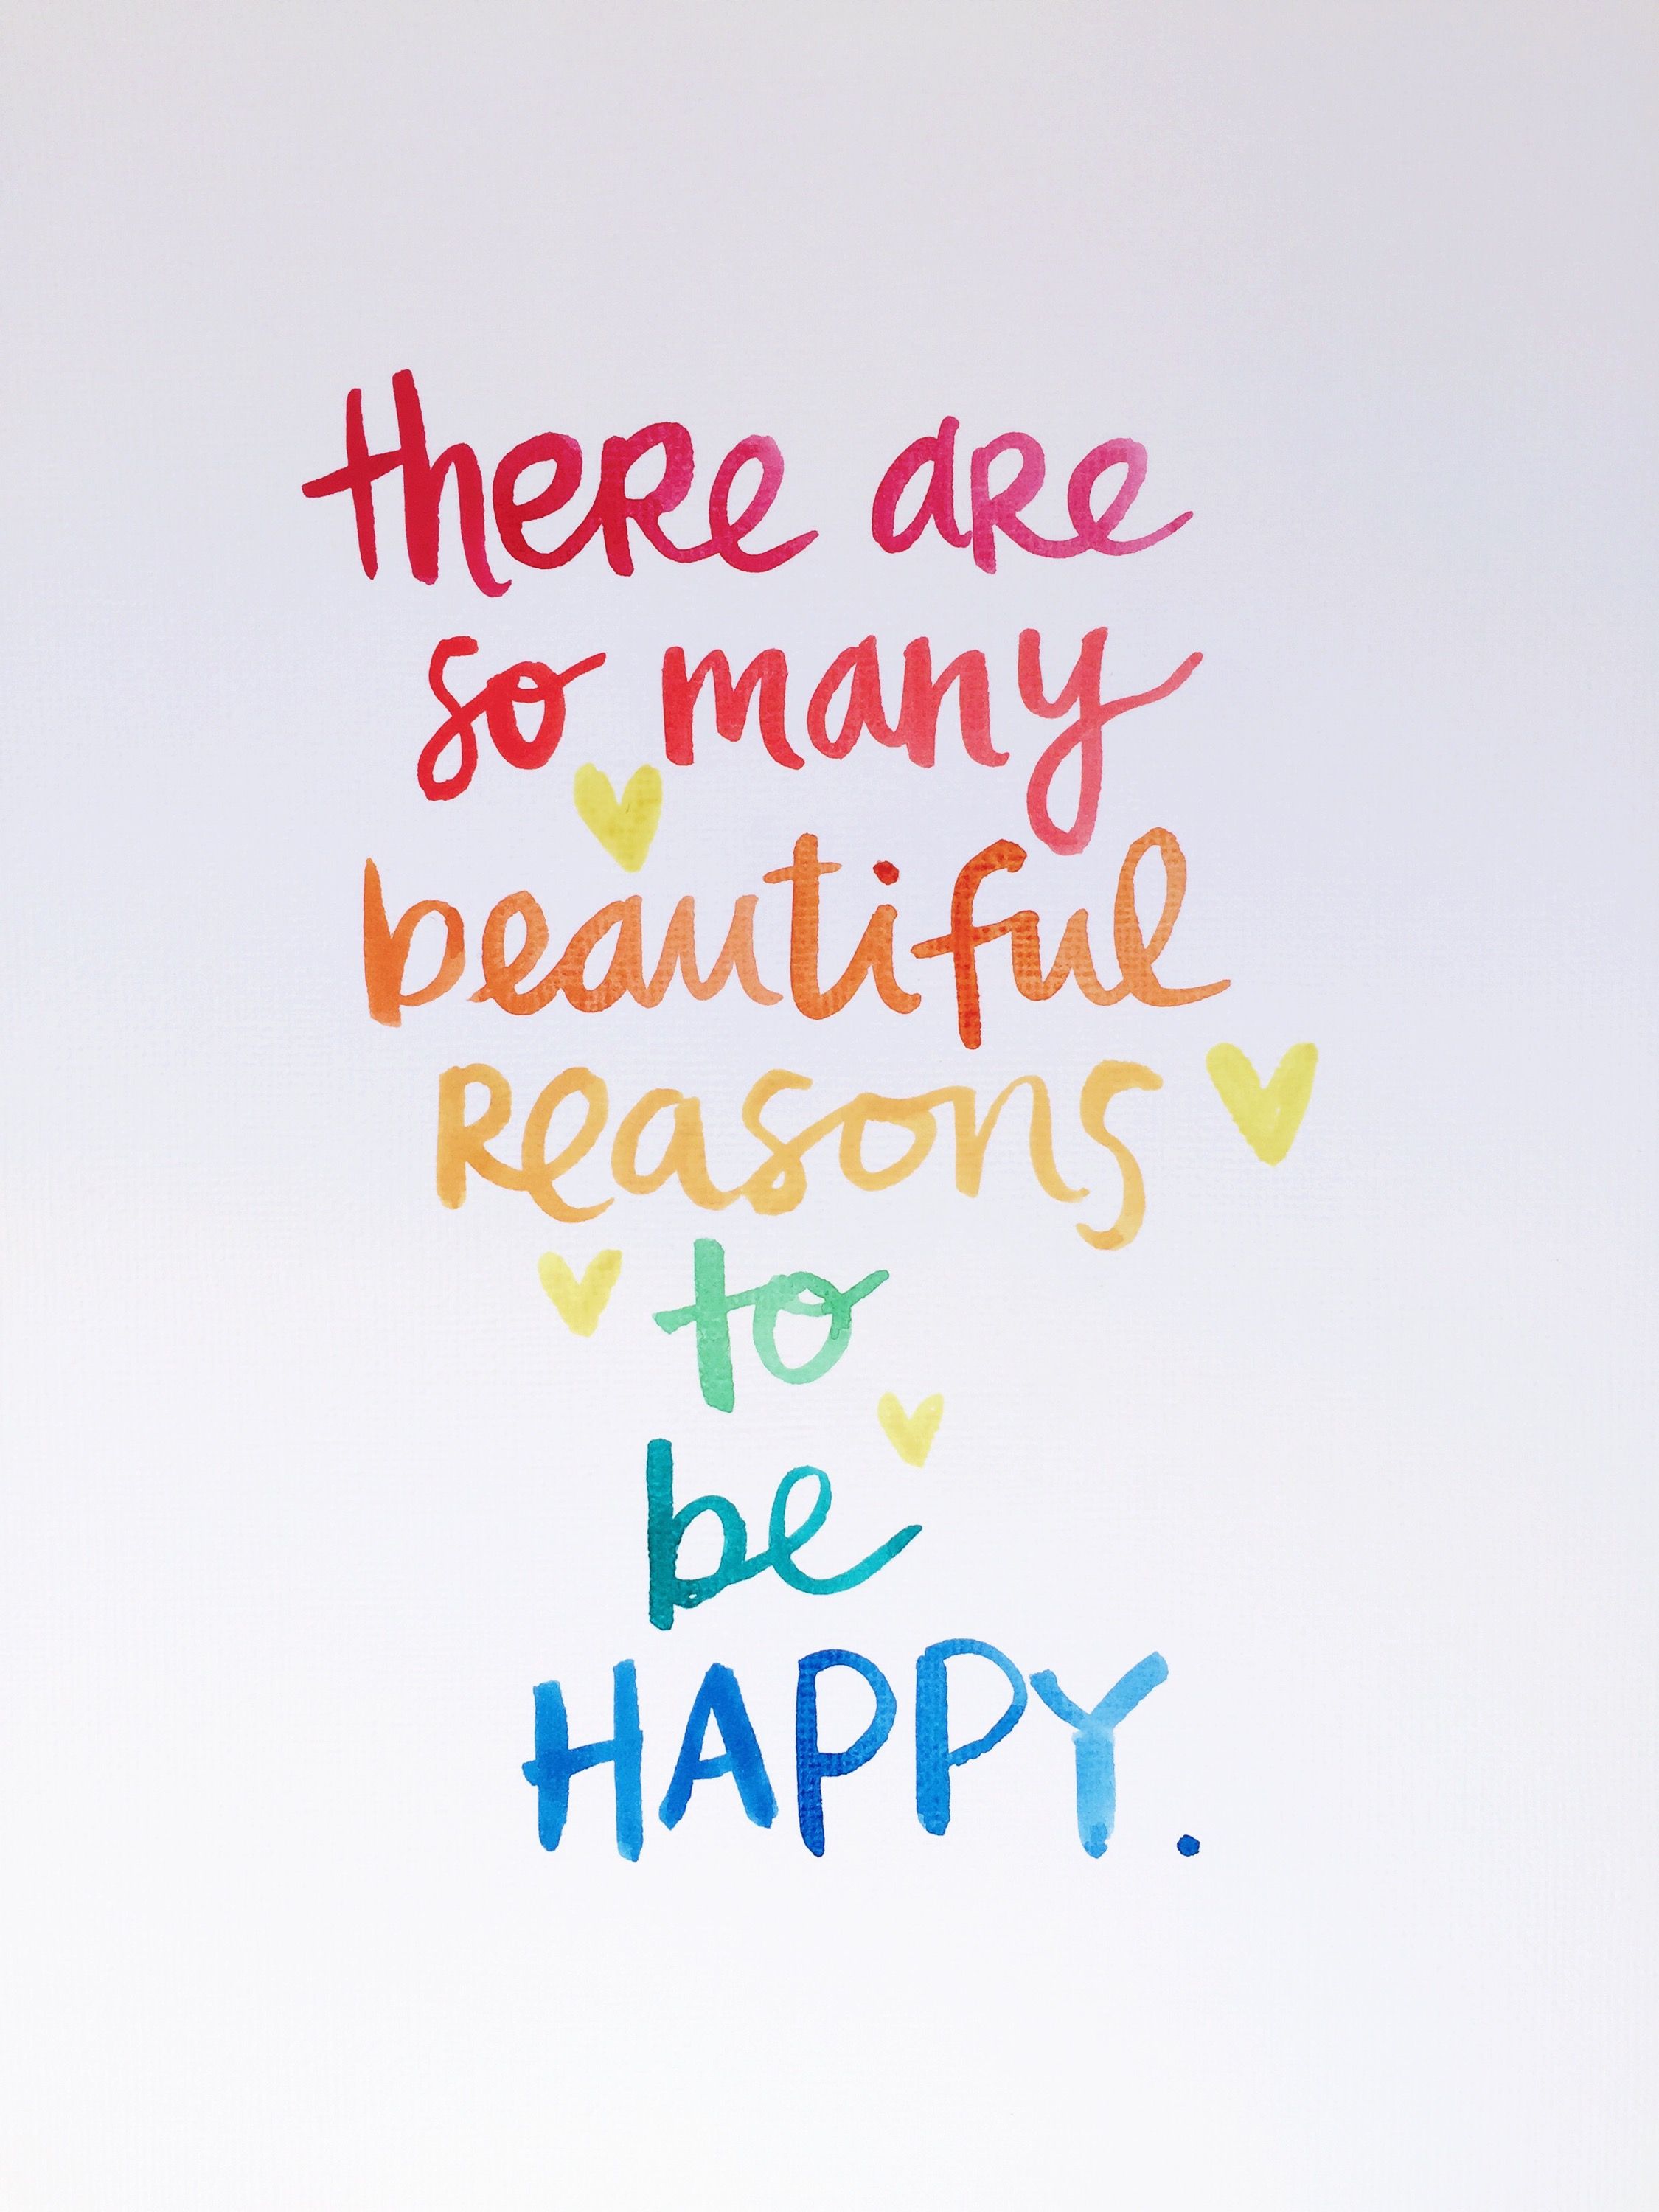 there are
so many
beautiful
reasons
to
be
HAPPY.